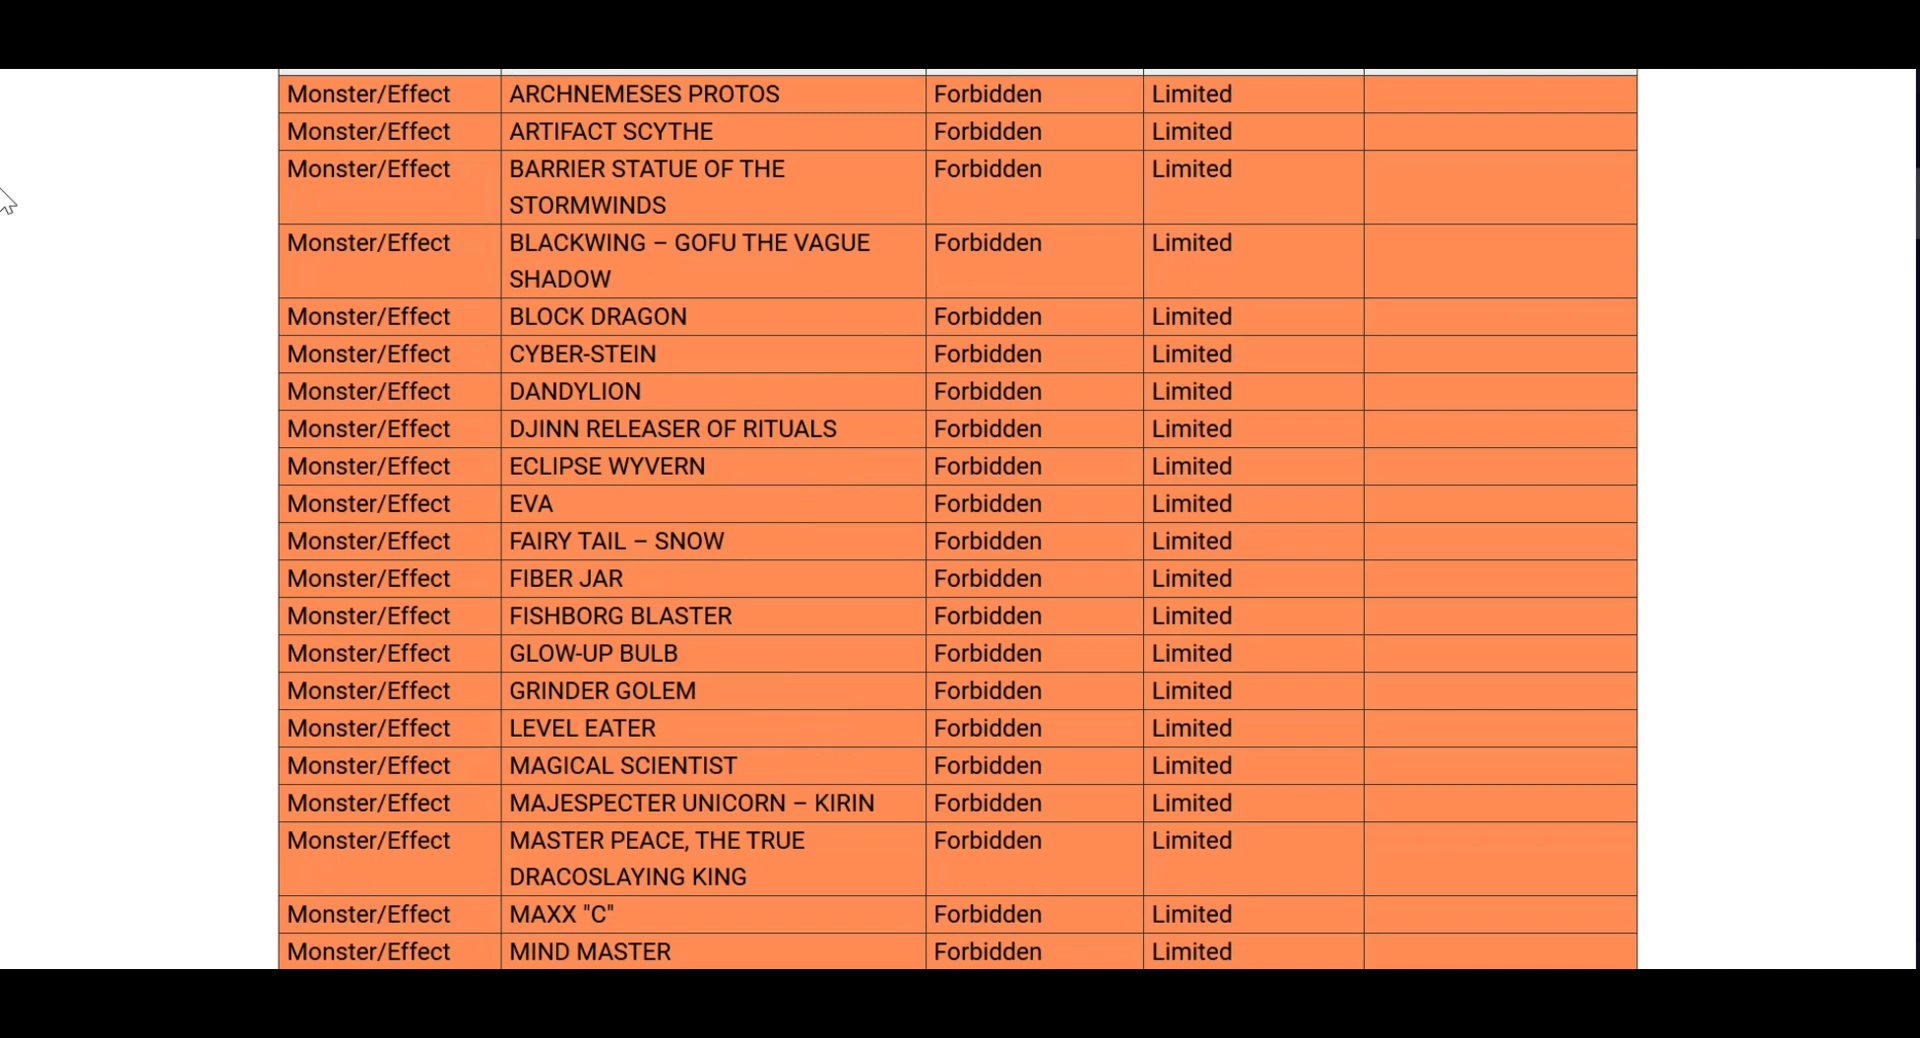 Monster/Effect ARCHNEMESES PROTOS Forbidden Limited
Monster/Effect ARTIFACT SCYTHE Forbidden Limited
Monster/Effect BARRIER STATUE OF THE Forbidden Limited
STORMWINDS
Monster/Effect BLACKWING – GOFU THE VAGUE Forbidden Limited
SHADOW
Monster/Effect BLOCK DRAGON Forbidden Limited
Monster/Effect CYBER-STEIN Forbidden Limited
Monster/Effect DANDYLION Forbidden Limited
Monster/Effect DJINN RELEASER OF RITUALS Forbidden Limited
Monster/Effect ECLIPSE WYVERN Forbidden Limited
Monster/Effect EVA Forbidden Limited
Monster/Effect FAIRY TAIL – SNOW Forbidden Limited
Monster/Effect FIBER JAR Forbidden Limited
Monster/Effect FISHBORG BLASTER Forbidden Limited
Monster/Effect GLOW-UP BULB Forbidden Limited
Monster/Effect GRINDER GOLEM Forbidden Limited
Monster/Effect LEVEL EATER Forbidden Limited
Monster/Effect MAGICAL SCIENTIST Forbidden Limited
Monster/Effect MAJESPECTER UNICORN – KIRIN Forbidden Limited
Monster/Effect MASTER PEACE, THE TRUE Forbidden Limited
DRACOSLAYING KING
Monster/Effect MAXX "C" Forbidden Limited
Monster/Effect MIND MASTER Forbidden Limited